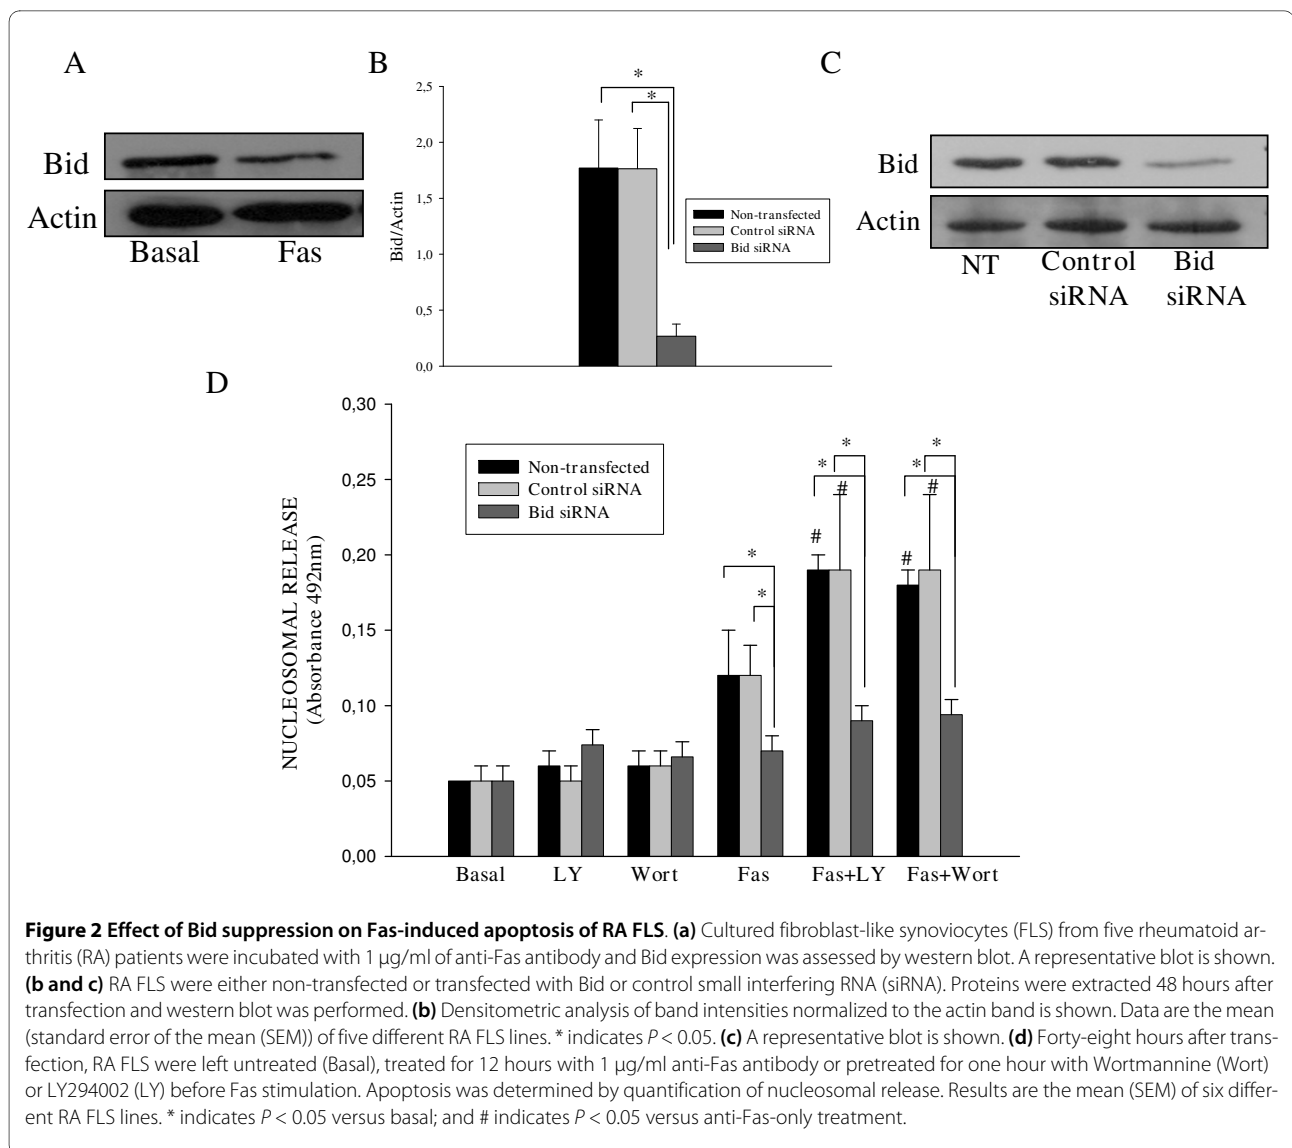 A
Bid
Actin
Basal Fas
B
Bid/Actin
2,5
2,0
1,5
1,0
0,5
0,0
* 
*
Non-transfected
Control siRNA
Bid siRNA
C
Bid
Actin
NT Control siRNA Bid siRNA
D
NUCLEOSOMAL RELEASE
(Absorbance 492nm)
0,30
0,25
0,20
0,15
0,10
0,05
0,00
Non-transfected
Control siRNA
Bid siRNA
*
*
*
*
#
#
*
*
#
#
Basal LY Wort Fas Fas+LY Fas+Wort
Figure 2 Effect of Bid suppression on Fas-induced apoptosis of RA FLS. (a) Cultured fibroblast-like synoviocytes (FLS) from five rheumatoid ar-
thritis (RA) patients were incubated with 1 μg/ml of anti-Fas antibody and Bid expression was assessed by western blot. A representative blot is shown.
(b and c) RA FLS were either non-transfected or transfected with Bid or control small interfering RNA (siRNA). Proteins were extracted 48 hours after
transfection and western blot was performed. (b) Densitometric analysis of band intensities normalized to the actin band is shown. Data are the mean
(standard error of the mean (SEM)) of five different RA FLS lines. * indicates P < 0.05. (c) A representative blot is shown. (d) Forty-eight hours after trans-
fection, RA FLS were left untreated (Basal), treated for 12 hours with 1 μg/ml anti-Fas antibody or pretreated for one hour with Wortmannine (Wort)
or LY294002 (LY) before Fas stimulation. Apoptosis was determined by quantification of nucleosomal release. Results are the mean (SEM) of six differ-
ent RA FLS lines. * indicates P < 0.05 versus basal; and # indicates P < 0.05 versus anti-Fas-only treatment.